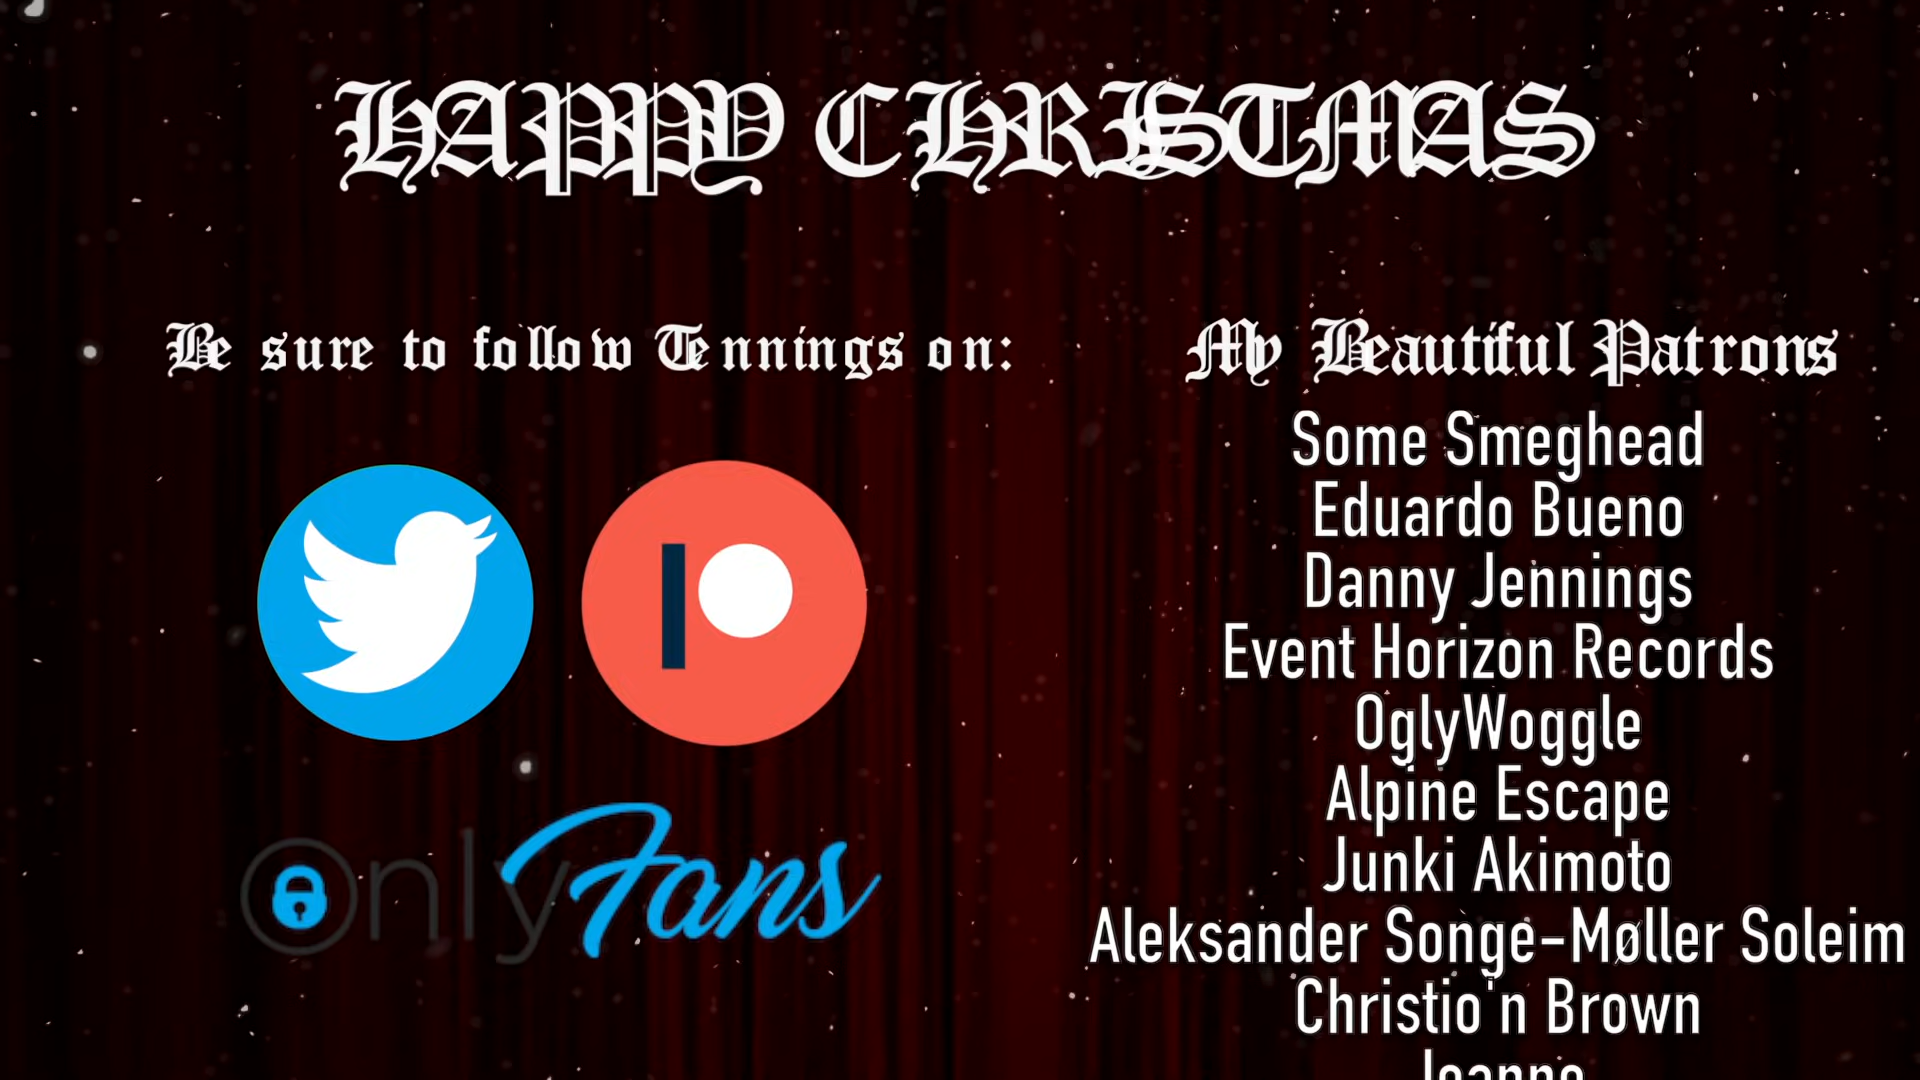 HAPPY CHRISTMAS
Be sure to follow Tennings on:
OnlyFans
My Beautiful Patrons
Some Smeghead
Eduardo Bueno
Danny Jennings
Event Horizon Records
OglyWoggle
Alpine Escape
Junki Akimoto
Aleksander Songe-Møller Soleim
Christio'n Brown